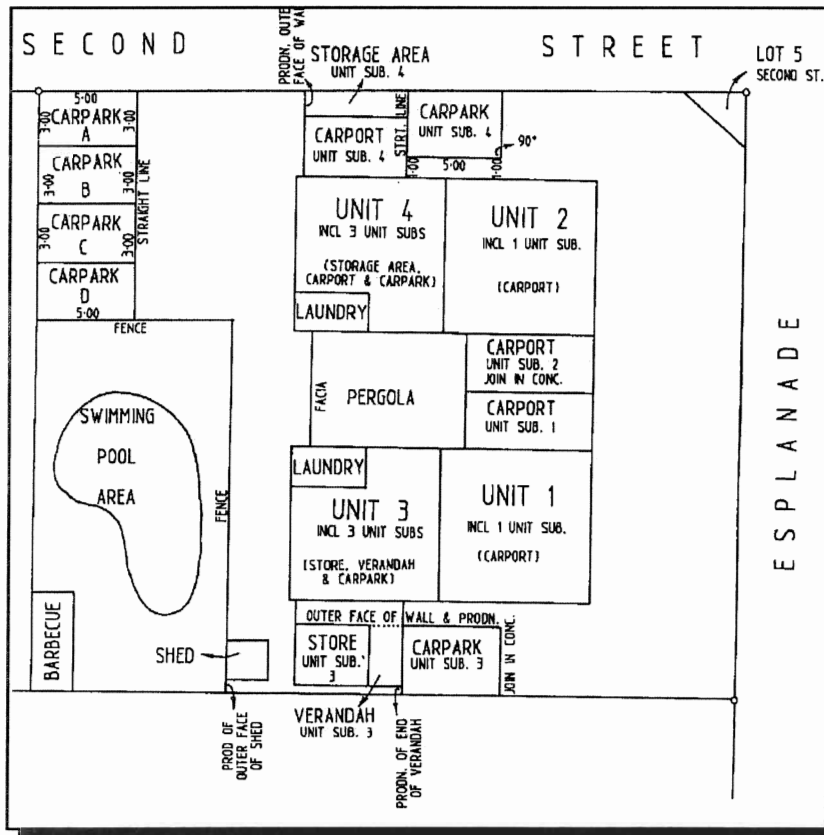 SECOND STREET
PRODN. OUTER
FACE OF WAL
STORAGE AREA
UNIT SUB. 4
LOT 5
SECOND ST.
5·00
3·00
CARPARK
A
3·00
3·00
CARPARK
B
3·00
3·00
CARPARK
C
3·00
CARPARK
D
5·00
STRAIGHT LINE
CARPORT
UNIT SUB. 4
STRT. LINE
CARPARK
UNIT SUB. 4
90°
1·00
5·00
1·00
UNIT 4
INCL 3 UNIT SUBS
(STORAGE AREA,
CARPORT & CARPARK)
LAUNDRY
UNIT 2
INCL 1 UNIT SUB.
(CARPORT)
FENCE
SWIMMING
POOL
AREA
FENCE
FACIA
PERGOLA
CARPORT
UNIT SUB. 2
JOIN IN CONC.
CARPORT
UNIT SUB. 1
ESPLANADE
LAUNDRY
UNIT 3
INCL 3 UNIT SUBS
(STORE, VERANDAH
& CARPARK)
UNIT 1
INCL 1 UNIT SUB.
(CARPORT)
BARBECUE
SHED
OUTER FACE OF WALL & PRODN.
STORE
UNIT SUB.
3
CARPARK
UNIT SUB. 3
JOIN IN CONC.
VERANDAH
UNIT SUB. 3
PROD OF
OUTER FACE
OF SHED
PRODN. OF END
OF VERANDAH